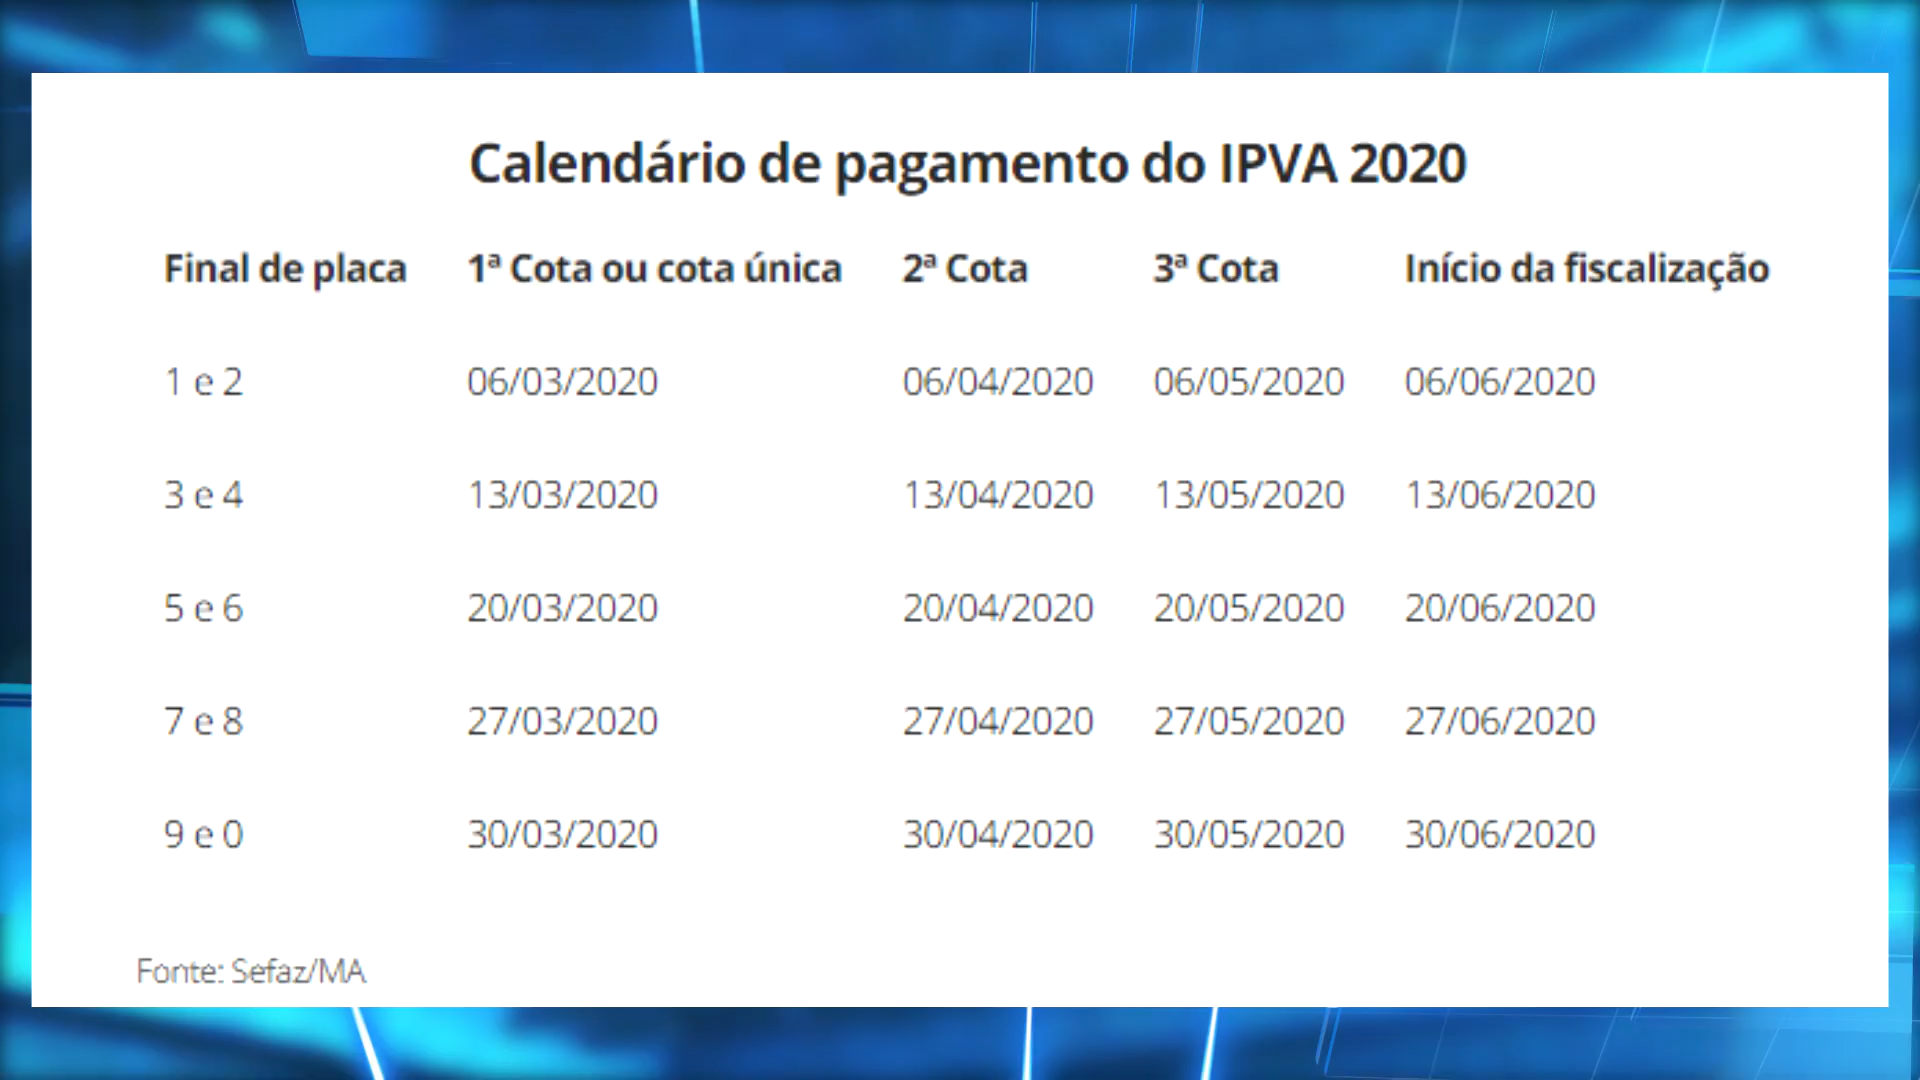 Calendário de pagamento do IPVA 2020
Final de placa 1ª Cota ou cota única 2ª Cota 3ª Cota Início da fiscalização
1 e 2 06/03/2020 06/04/2020 06/05/2020 06/06/2020
3 e 4 13/03/2020 13/04/2020 13/05/2020 13/06/2020
5 e 6 20/03/2020 20/04/2020 20/05/2020 20/06/2020
7 e 8 27/03/2020 27/04/2020 27/05/2020 27/06/2020
9 e 0 30/03/2020 30/04/2020 30/05/2020 30/06/2020
Fonte: Sefaz/MA